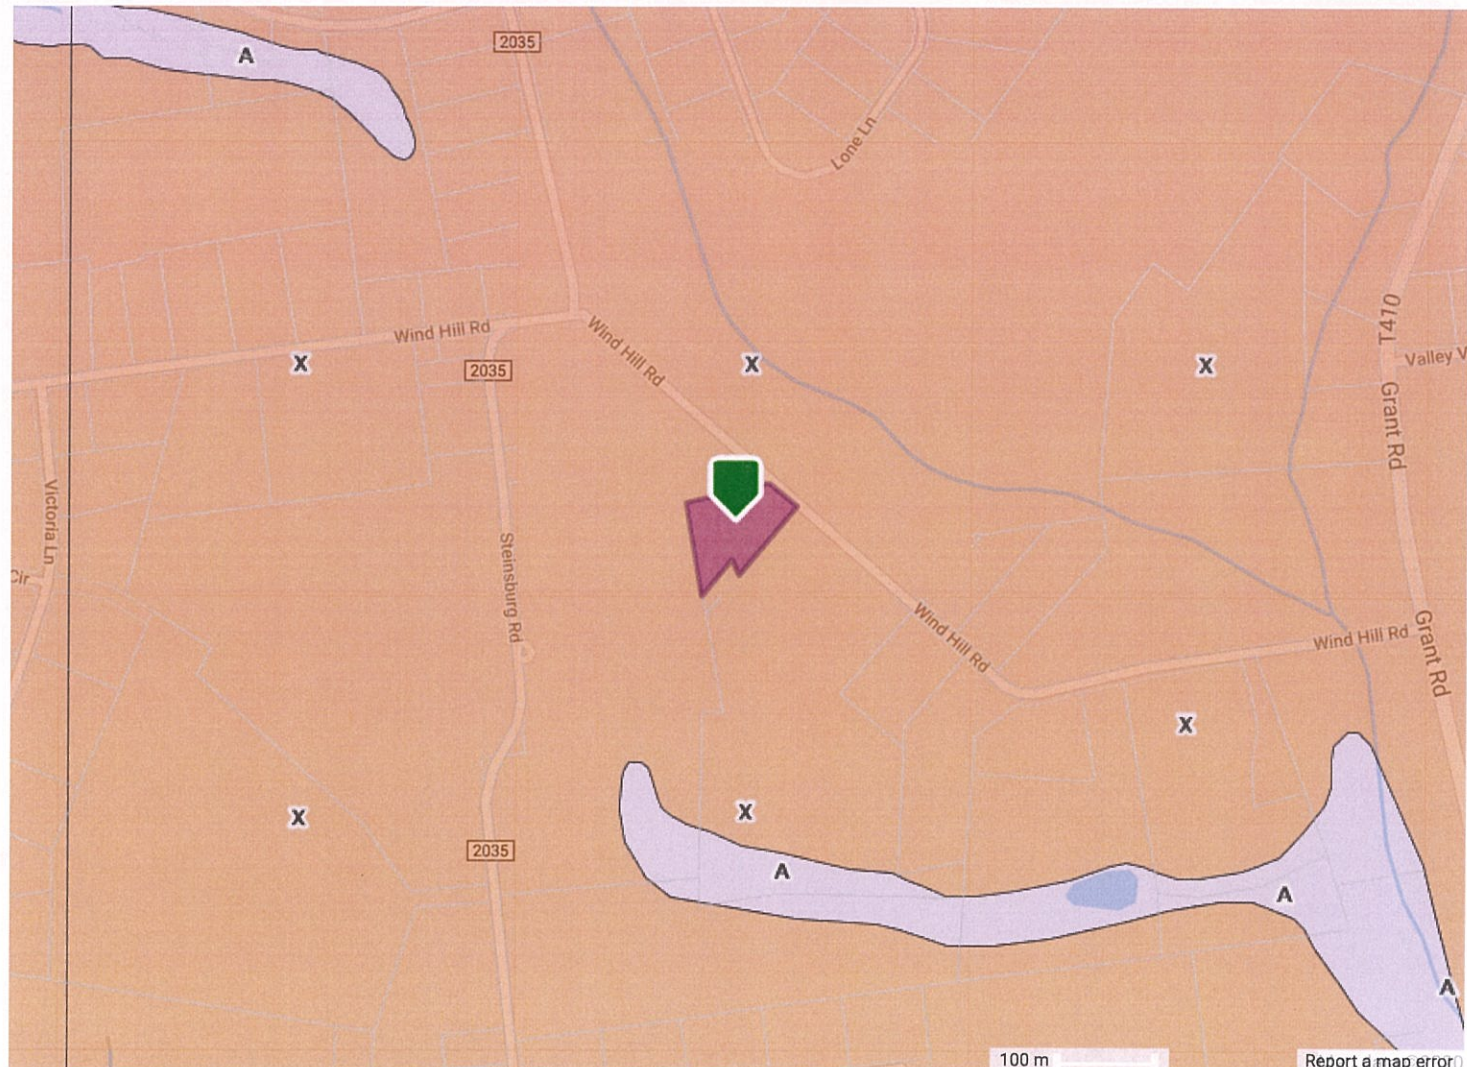 A
2035
Lone Ln
T470
Wind Hill Rd
Wind Hill Rd
X
X
X
Valley V
2035
Grant Rd
Victoria Ln
Steinsburg Rd
Cir
Wind Hill Rd
Wind Hill Rd
Grant Rd
X
X
X
2035
A
A
A
100 m
Report a map error